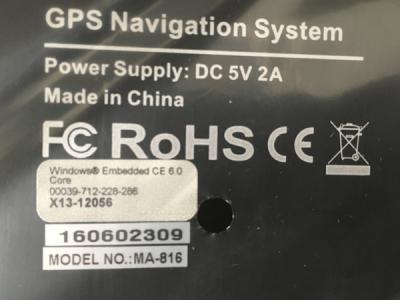 GPS Navigation System
Power Supply: DC 5V 2A
Made in China
FC RoHS CE
Windows® Embedded CE 6.0
Core
00039-712-228-286
X13-12056
160602309
MODEL NO.:MA-816